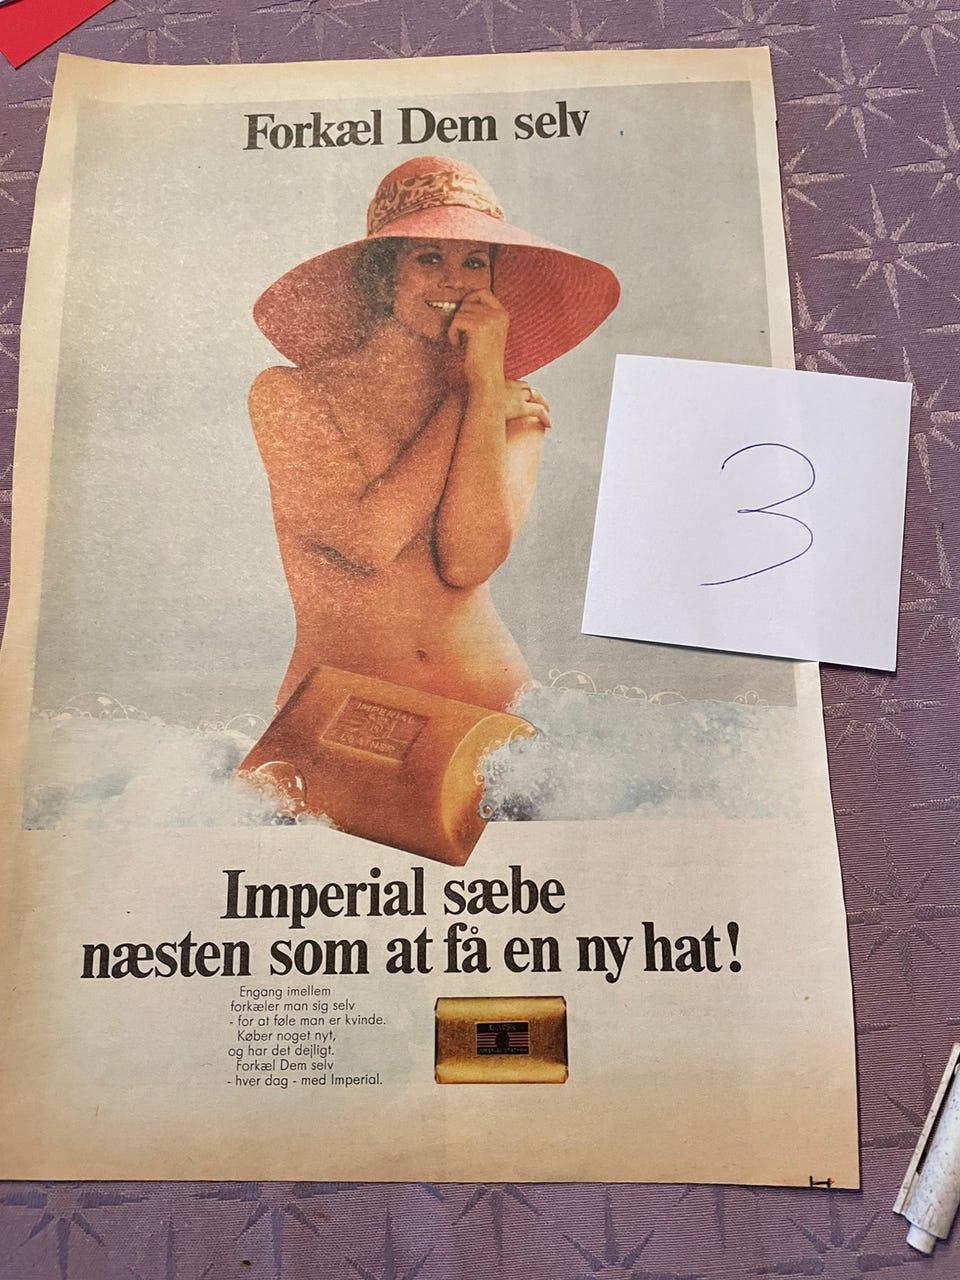 Forkæl Dem selv
3
IMPERIAL
Imperial sæbe
næsten som at få en ny hat!
Engang imellem
forkæler man sig selv
- for at føle man er kvinde.
Køber noget nyt,
og har det dejligt.
Forkæl Dem selv
- hver dag - med Imperial.